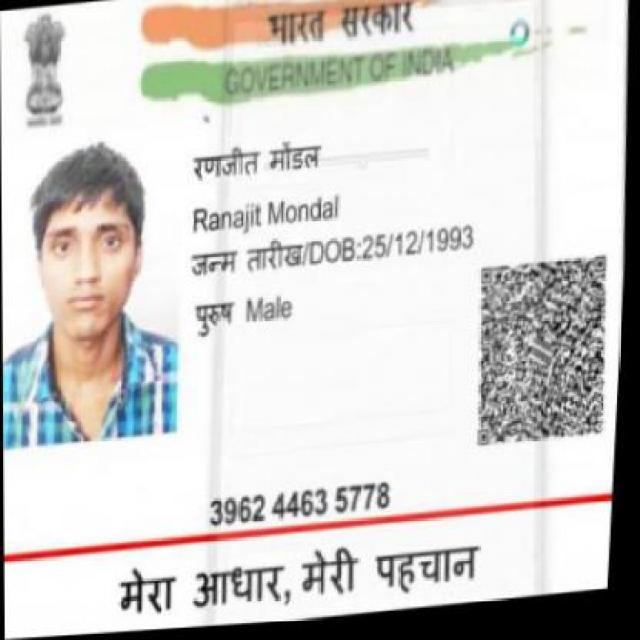 भारत सरकार
GOVERNMENT OF INDIA
रणजीत मोंडल
Ranajit Mondal
जन्म तारीख/DOB:25/12/1993
पुरुष Male
3962 4463 5778
मेरा आधार, मेरी पहचान